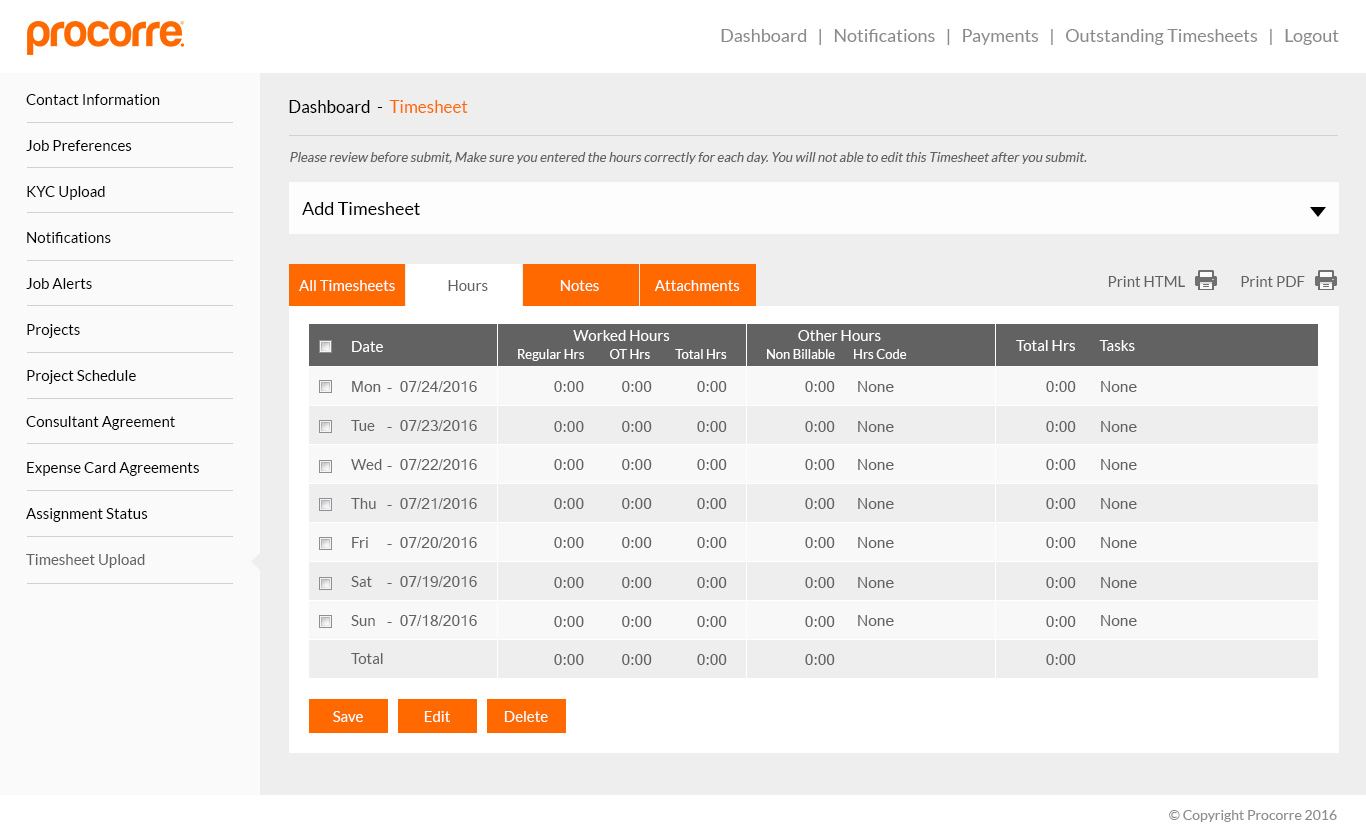 procorre
Dashboard | Notifications | Payments | Outstanding Timesheets | Logout
Contact Information
Job Preferences
KYC Upload
Notifications
Job Alerts
Projects
Project Schedule
Consultant Agreement
Expense Card Agreements
Assignment Status
Timesheet Upload
Dashboard - Timesheet
Please review before submit, Make sure you entered the hours correctly for each day. You will not able to edit this Timesheet after you submit.
Add Timesheet
All Timesheets Hours Notes Attachments Print HTML Print PDF
Worked Hours Other Hours
Date Regular Hrs OT Hrs Total Hrs Non Billable Hrs Code Total Hrs Tasks
Mon - 07/24/2016 0:00 0:00 0:00 0:00 None 0:00 None
Tue - 07/23/2016 0:00 0:00 0:00 0:00 None 0:00 None
Wed - 07/22/2016 0:00 0:00 0:00 0:00 None 0:00 None
Thu - 07/21/2016 0:00 0:00 0:00 0:00 None 0:00 None
Fri - 07/20/2016 0:00 0:00 0:00 0:00 None 0:00 None
Sat - 07/19/2016 0:00 0:00 0:00 0:00 None 0:00 None
Sun - 07/18/2016 0:00 0:00 0:00 0:00 None 0:00 None
Total 0:00 0:00 0:00 0:00 0:00
Save Edit Delete
© Copyright Procorre 2016